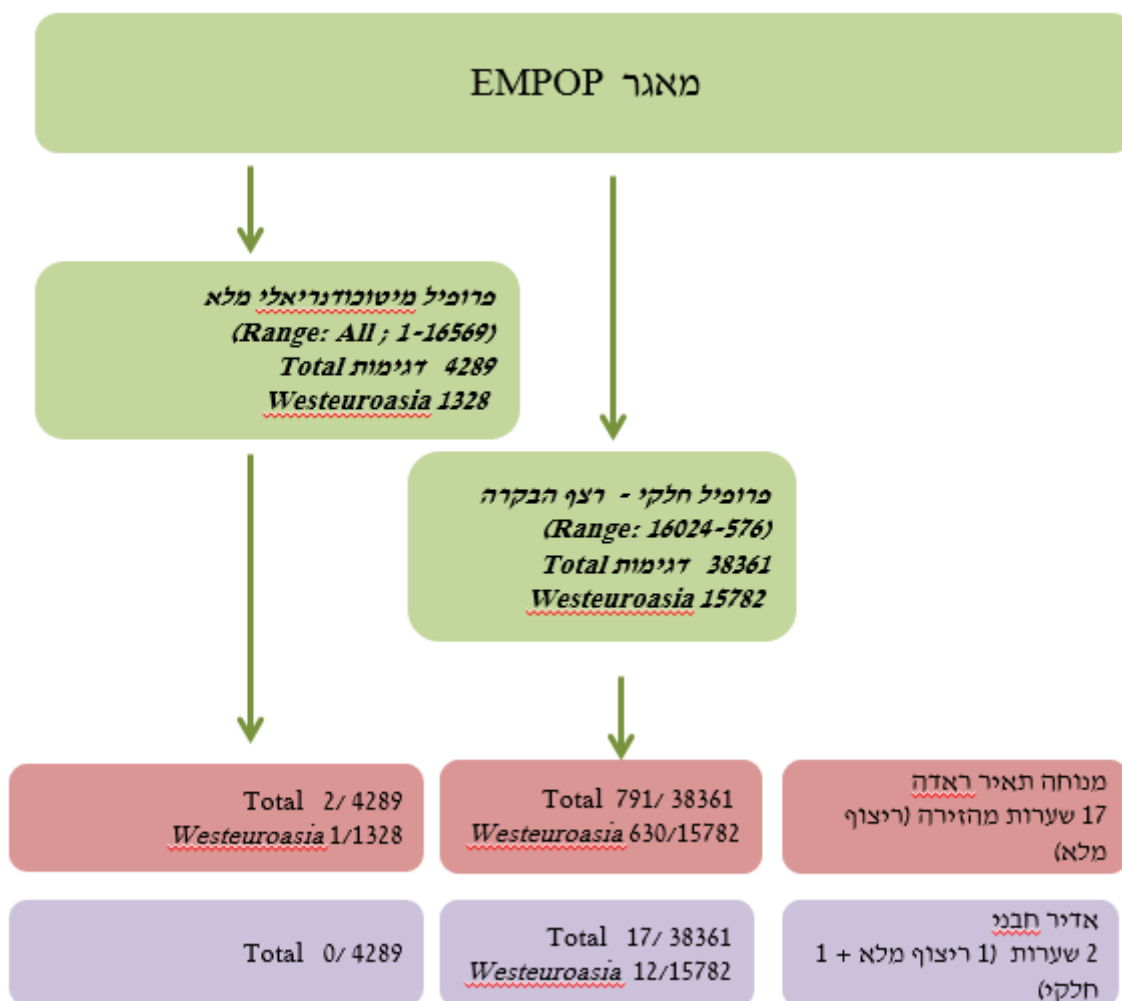 מאגר EMPOP
פרופיל מיטוכודנריאלי מלא
(Range: All ; 1-16569)
Total דגימות 4289
Westeuroasia 1328
פרופיל חלקי - רצף הבקרה
(Range: 16024-576)
Total דגימות 38361
Westeuroasia 15782
מנוחה תאיר ראדה
17 שערות מהזירה (ריצוף
מלא)
Total 791/ 38361
Westeuroasia 630/15782
Total 2/ 4289
Westeuroasia 1/1328
אדיר חבני
2 שערות (1 ריצוף מלא + 1
חלקי)
Total 17/ 38361
Westeuroasia 12/15782
Total 0/ 4289